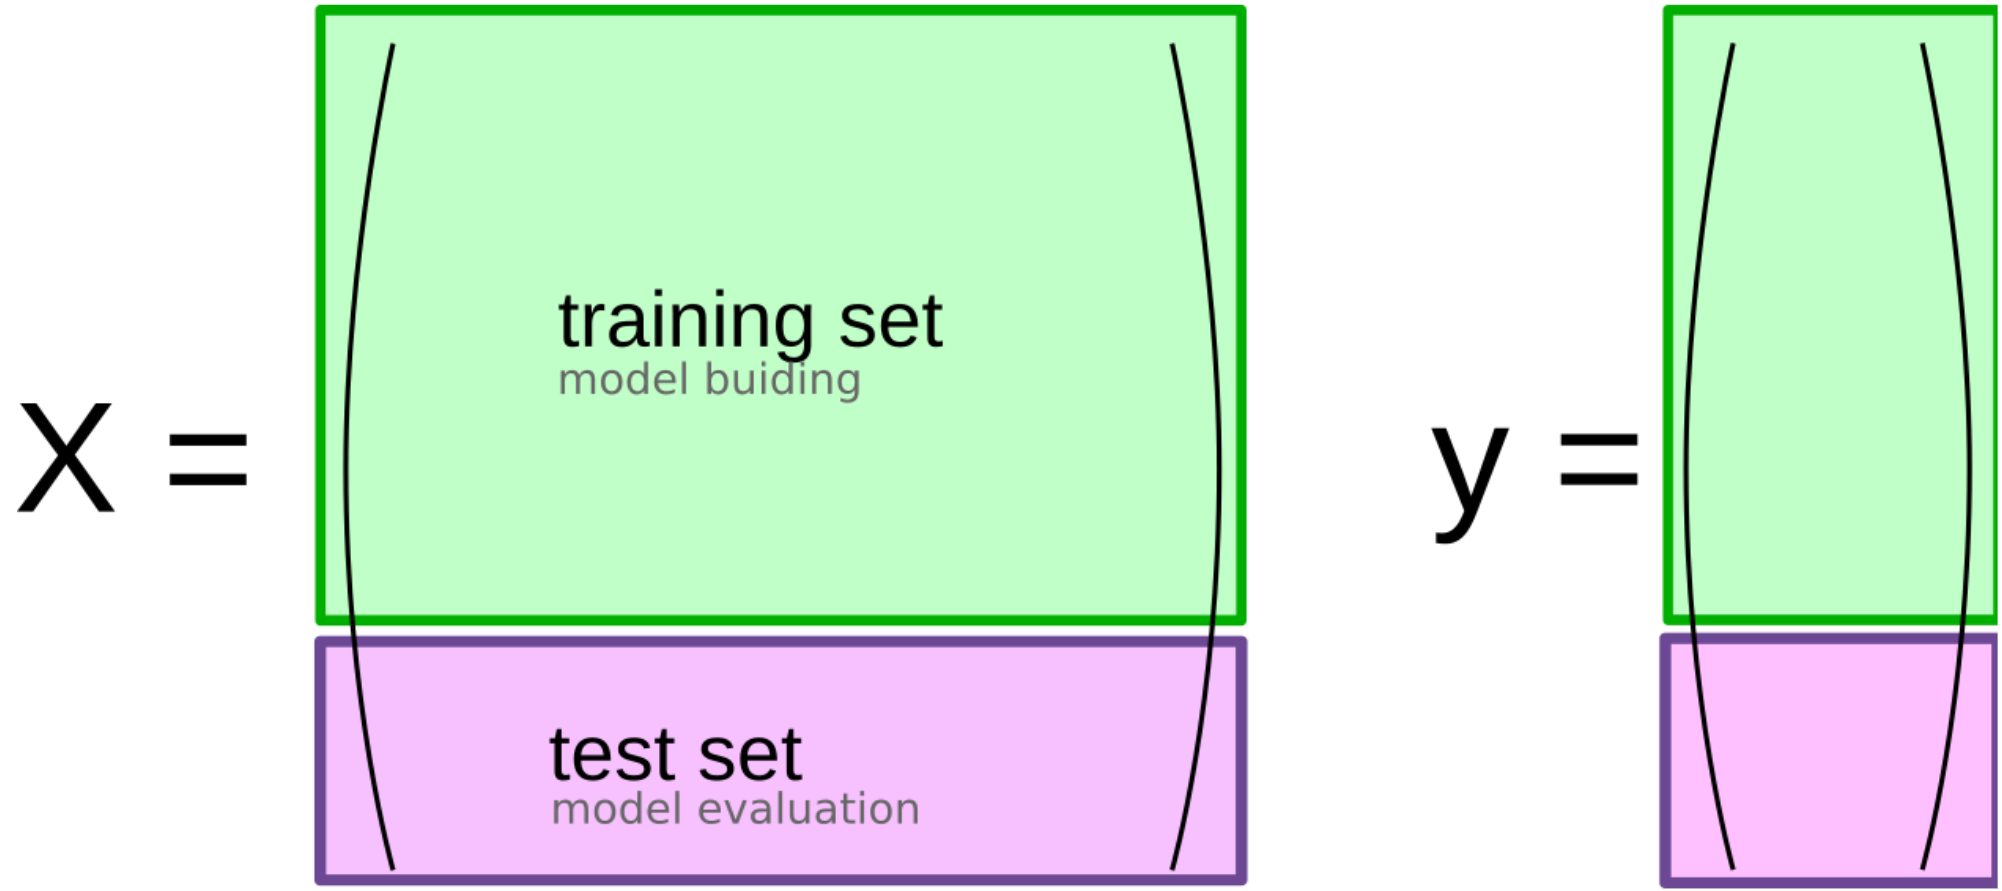 X =
training set
model buiding
test set
model evaluation
y =